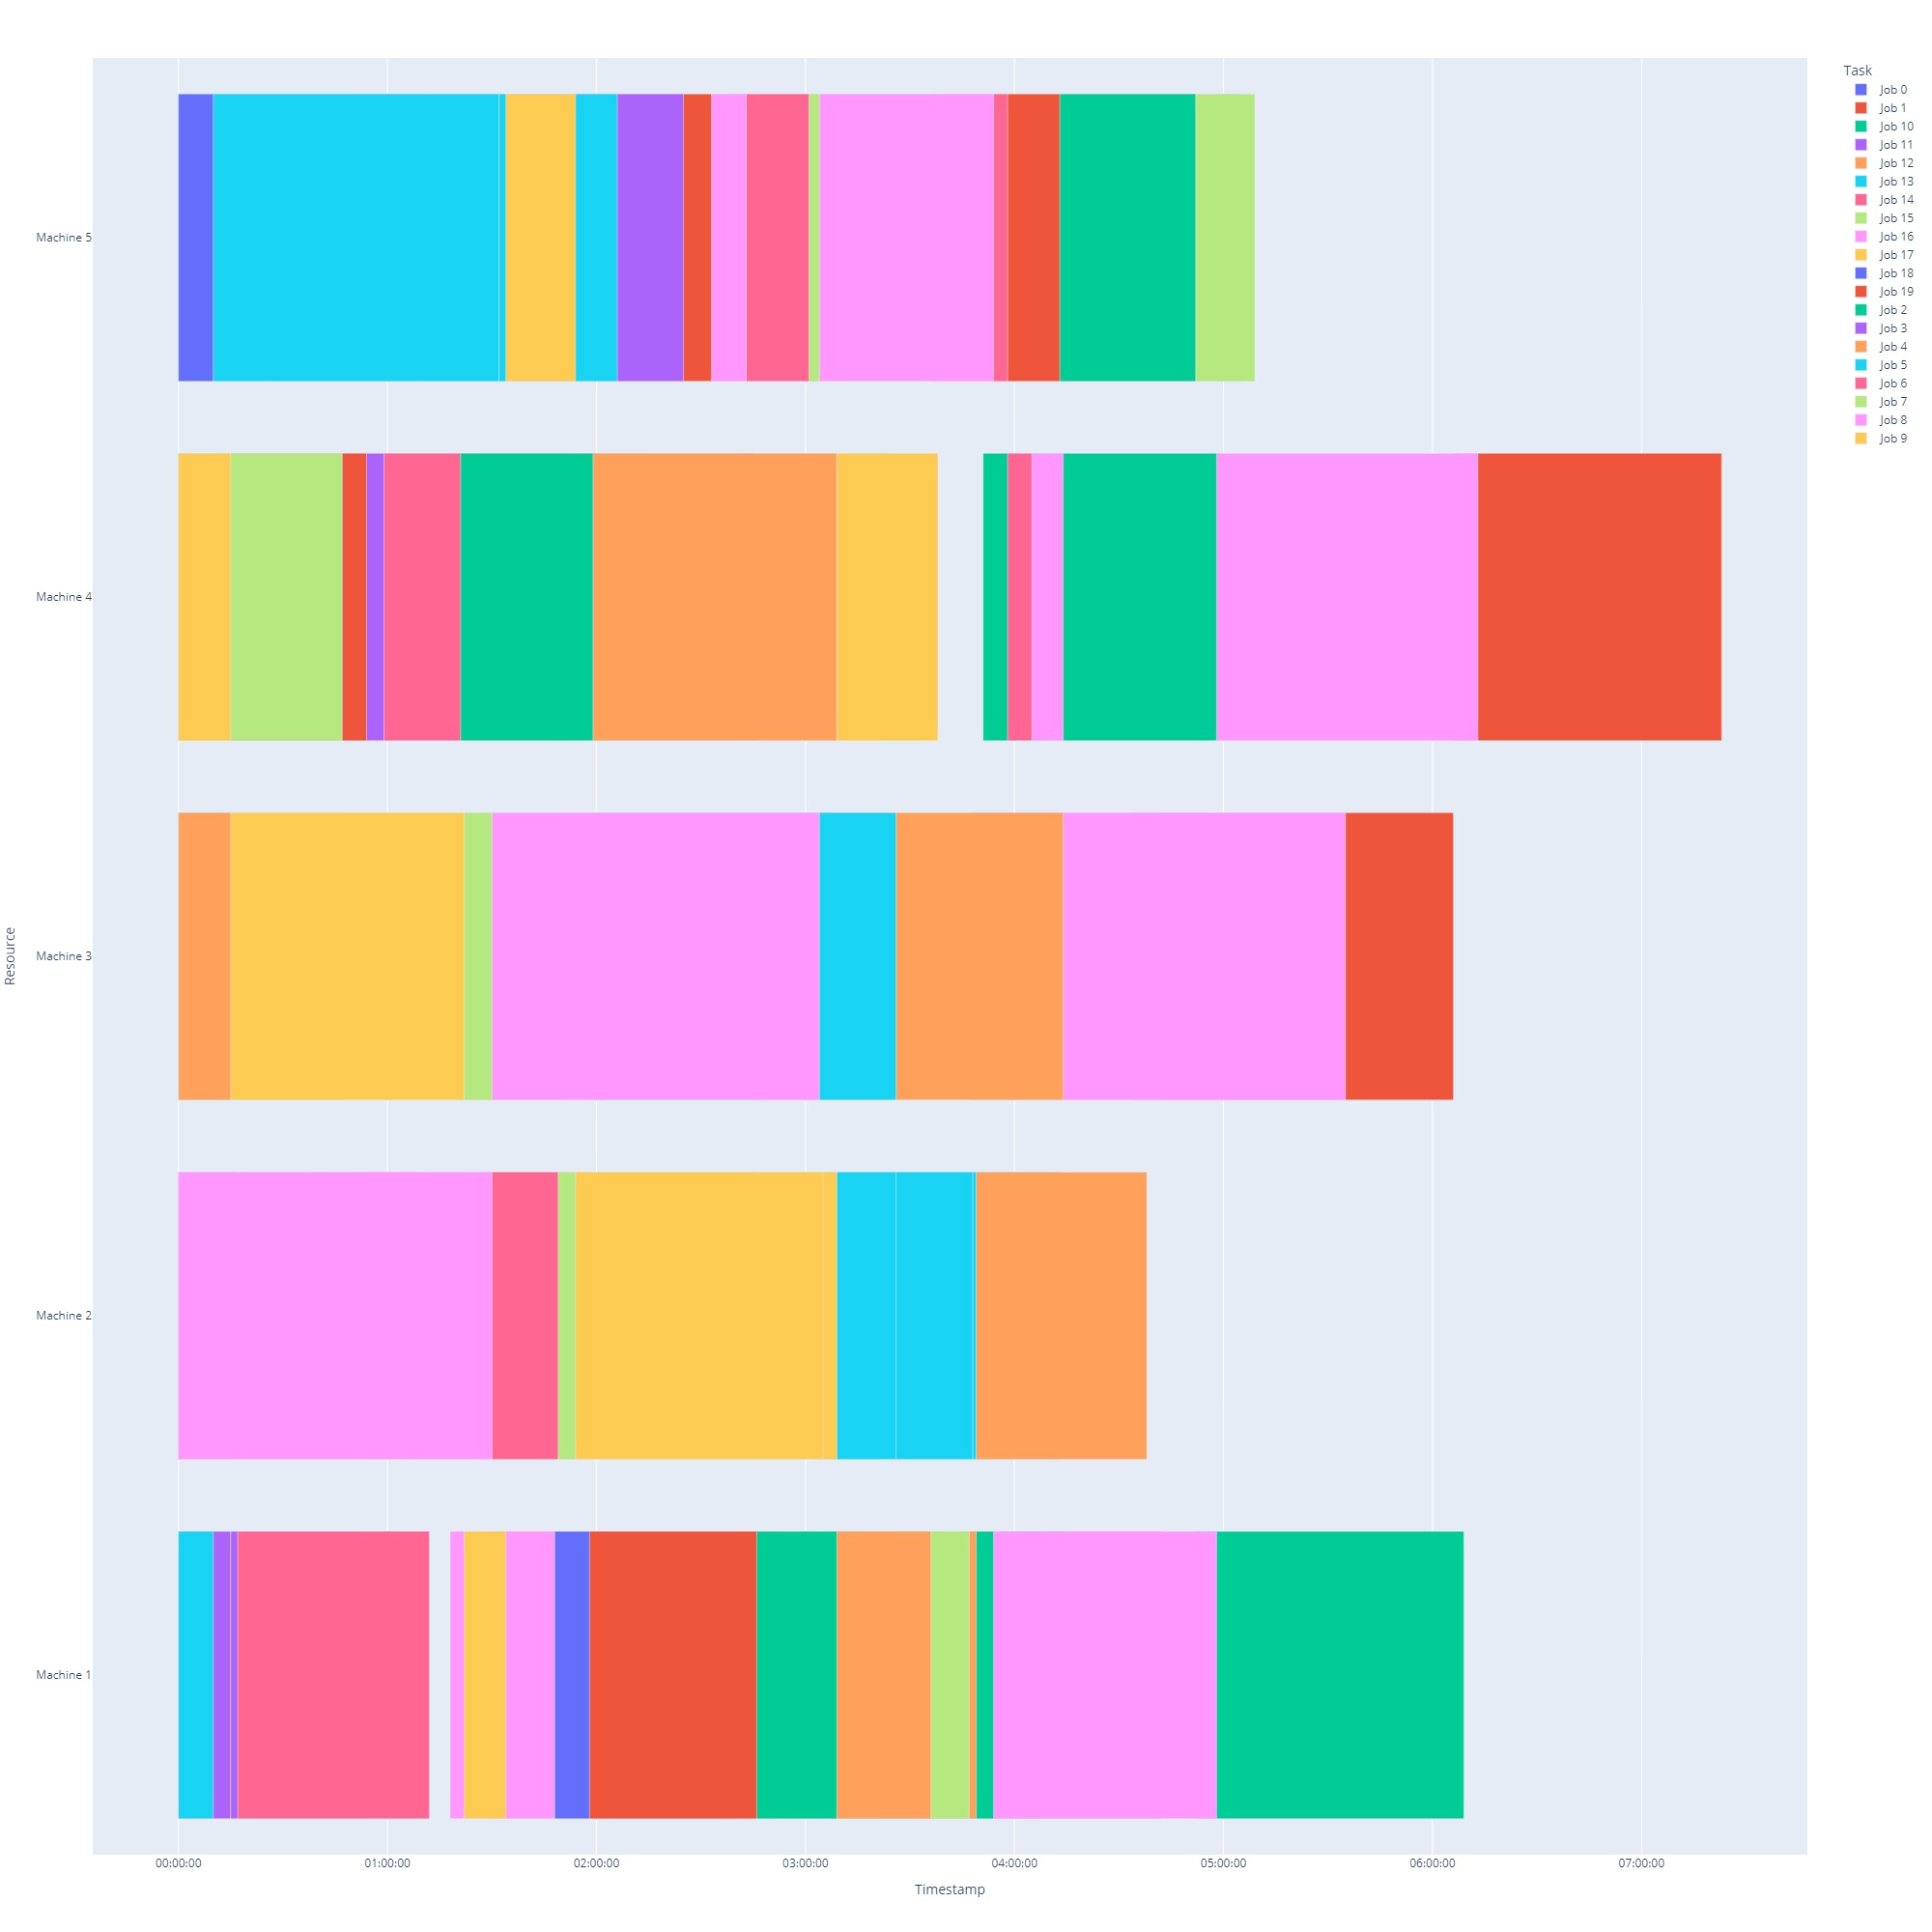 Task
Job 0
Job 1
Job 10
Job 11
Job 12
Job 13
Job 14
Job 15
Job 16
Job 17
Job 18
Job 19
Job 2
Job 3
Job 4
Job 5
Job 6
Job 7
Job 8
Job 9
Machine 5
Machine 4
Machine 3
Machine 2
Machine 1
Resource
00:00:00 01:00:00 02:00:00 03:00:00 04:00:00 05:00:00 06:00:00 07:00:00
Timestamp